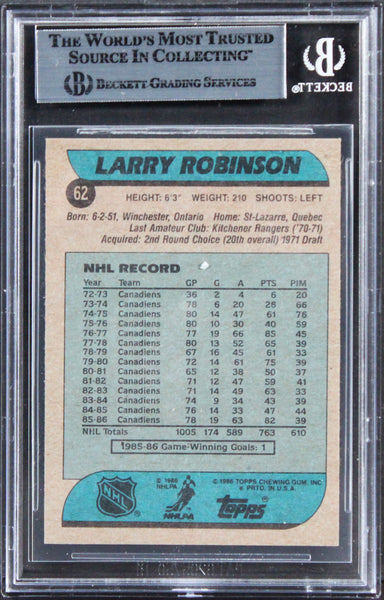 THE WORLD'S MOST TRUSTED
SOURCE IN COLLECTING™
BECKETT GRADING SERVICES
BECKETT
LARRY ROBINSON
62
HEIGHT: 6'3" WEIGHT: 210 SHOOTS: LEFT
Born: 6-2-51, Winchester, Ontario Home: St-Lazarre, Quebec
Last Amateur Club: Kitchener Rangers ('70-71)
Acquired: 2nd Round Choice (20th overall) 1971 Draft
NHL RECORD
Year Team GP G A PTS PIM
72-73 Canadiens 36 2 4 6 20
73-74 Canadiens 78 6 20 26 66
74-75 Canadiens 80 14 47 61 76
75-76 Canadiens 80 10 30 40 59
76-77 Canadiens 77 19 66 85 45
77-78 Canadiens 80 13 52 65 39
78-79 Canadiens 67 16 45 61 33
79-80 Canadiens 72 14 61 75 39
80-81 Canadiens 65 12 38 50 37
81-82 Canadiens 71 12 47 59 41
82-83 Canadiens 71 14 49 63 33
83-84 Canadiens 74 9 34 43 39
84-85 Canadiens 76 14 33 47 44
85-86 Canadiens 78 19 63 82 39
NHL Totals 1005 174 589 763 610
1985-86 Game-Winning Goals: 1
NHL
© 1986
NHLPA
NHLPA
© 1986 TOPPS CHEWING GUM, INC.
PRTD. IN U.S.A.
topps